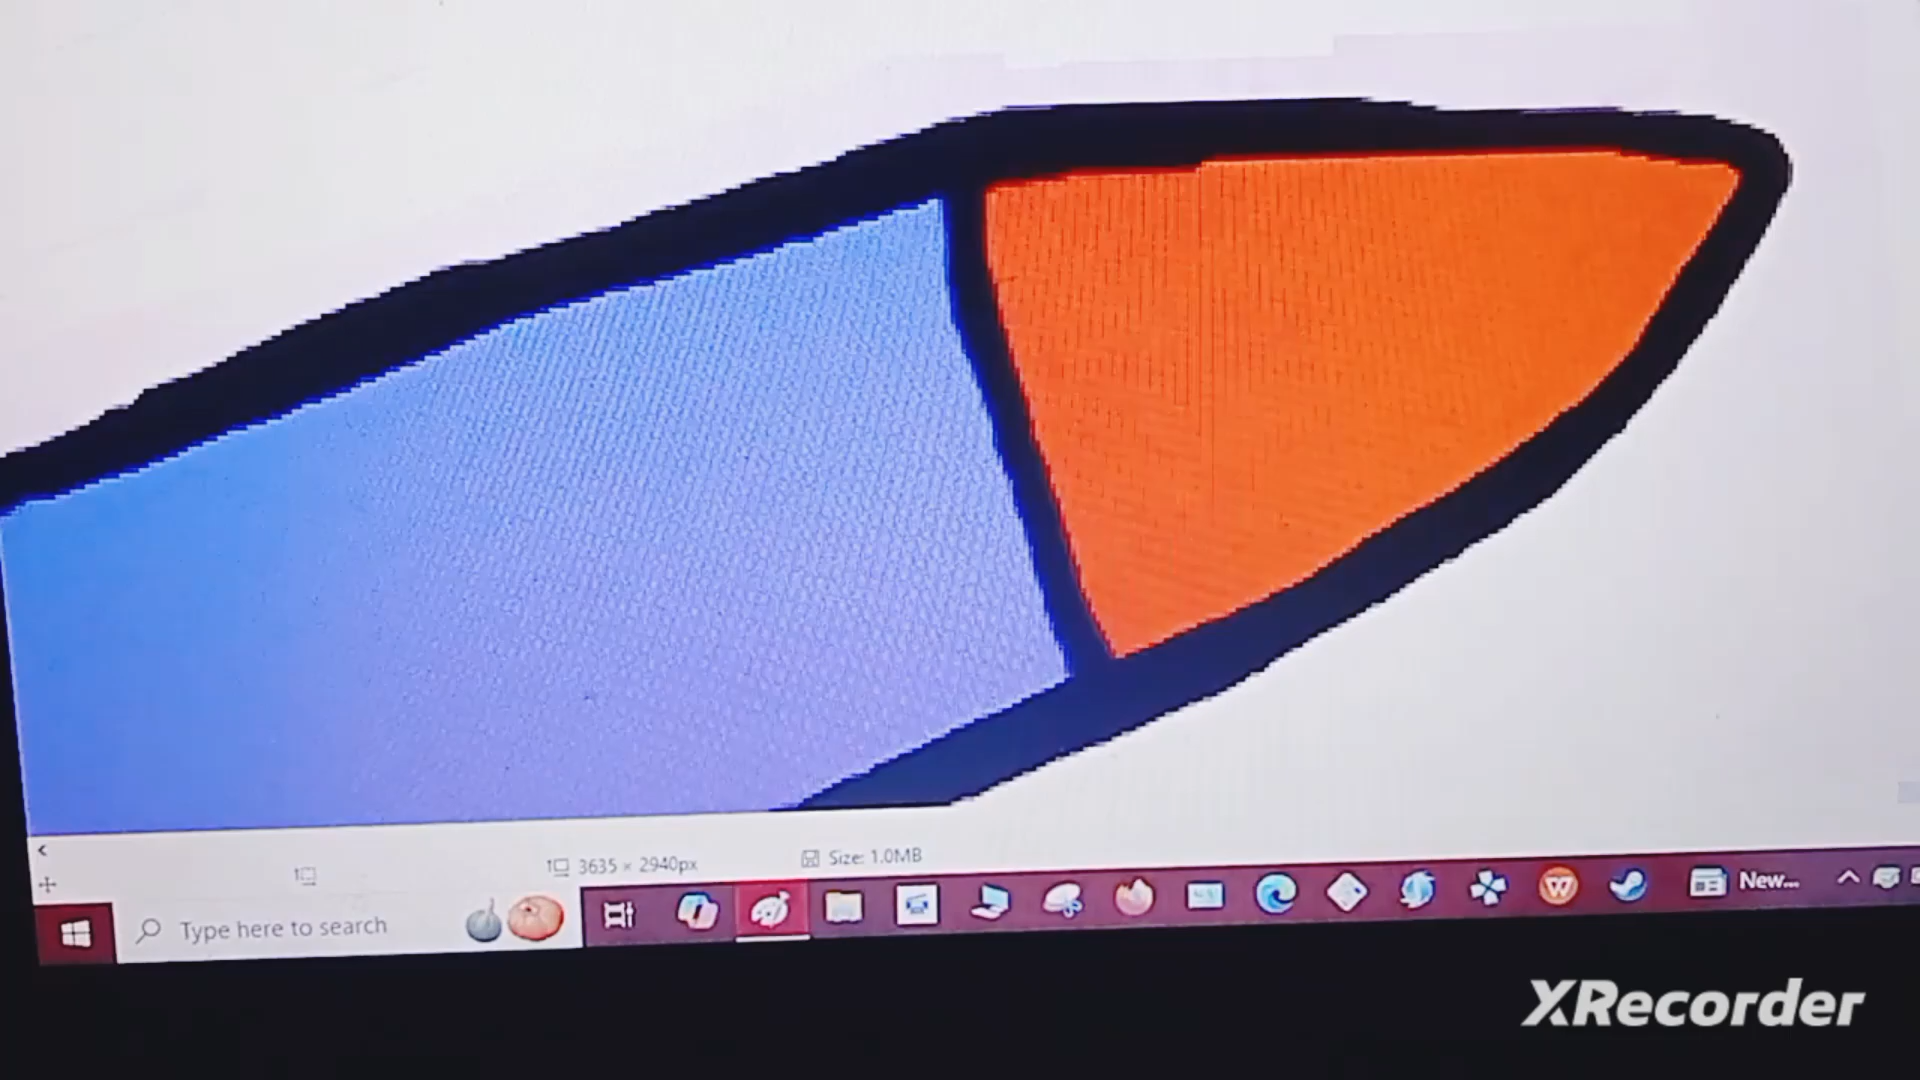 3635 × 2940px
Size: 1.0MB
Type here to search
New...
XRecorder